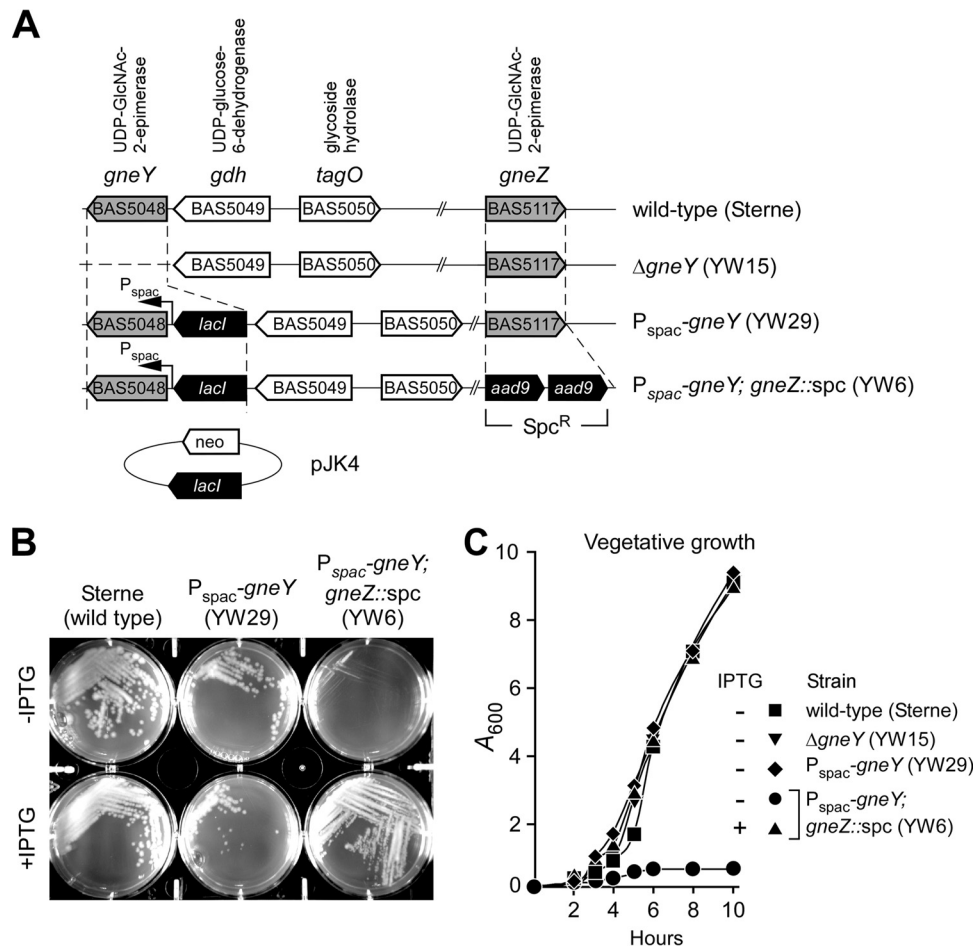 A
UDP-GlcNAc-
2-epimerase
UDP-glucose-
6-dehydrogenase
glycoside
hydrolase
UDP-GlcNAc-
2-epimerase
gneY gdh tagO gneZ
BAS5048 BAS5049 BAS5050 // BAS5117 wild-type (Sterne)
BAS5049 BAS5050 // BAS5117 ΔgneY (YW15)
Pspac
BAS5048 lacI BAS5049 BAS5050 // BAS5117 Pspac-gneY (YW29)
Pspac
BAS5048 lacI BAS5049 BAS5050 // aad9 aad9 Pspac-gneY; gneZ::spc (YW6)
SpcR
neo
lacI
pJK4
B
Sterne
(wild type)
Pspac-gneY
(YW29)
Pspac-gneY;
gneZ::spc
(YW6)
-IPTG
+IPTG
C
Vegetative growth
10
8
6
4
2
0
A600
2 4 6 8 10
Hours
IPTG Strain
- wild-type (Sterne)
- ΔgneY (YW15)
- Pspac-gneY (YW29)
- Pspac-gneY;
+ gneZ::spc (YW6)